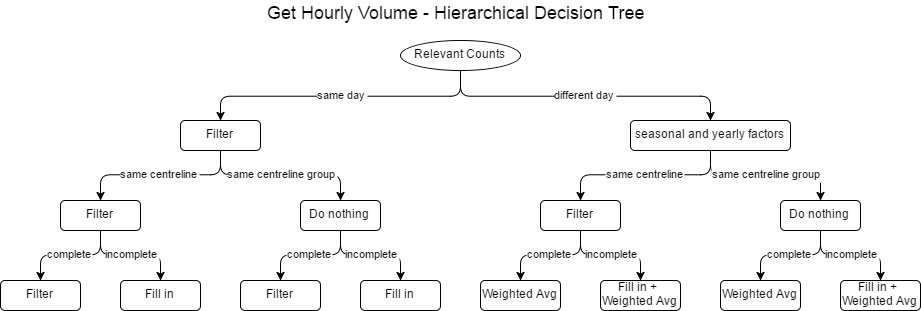 Get Hourly Volume - Hierarchical Decision Tree
Relevant Counts
same day
different day
Filter
seasonal and yearly factors
same centreline
same centreline group
same centreline
same centreline group
Filter
Do nothing
Filter
Do nothing
complete
incomplete
complete
incomplete
complete
incomplete
complete
incomplete
Filter
Fill in
Filter
Fill in
Weighted Avg
Fill in +
Weighted Avg
Weighted Avg
Fill in +
Weighted Avg